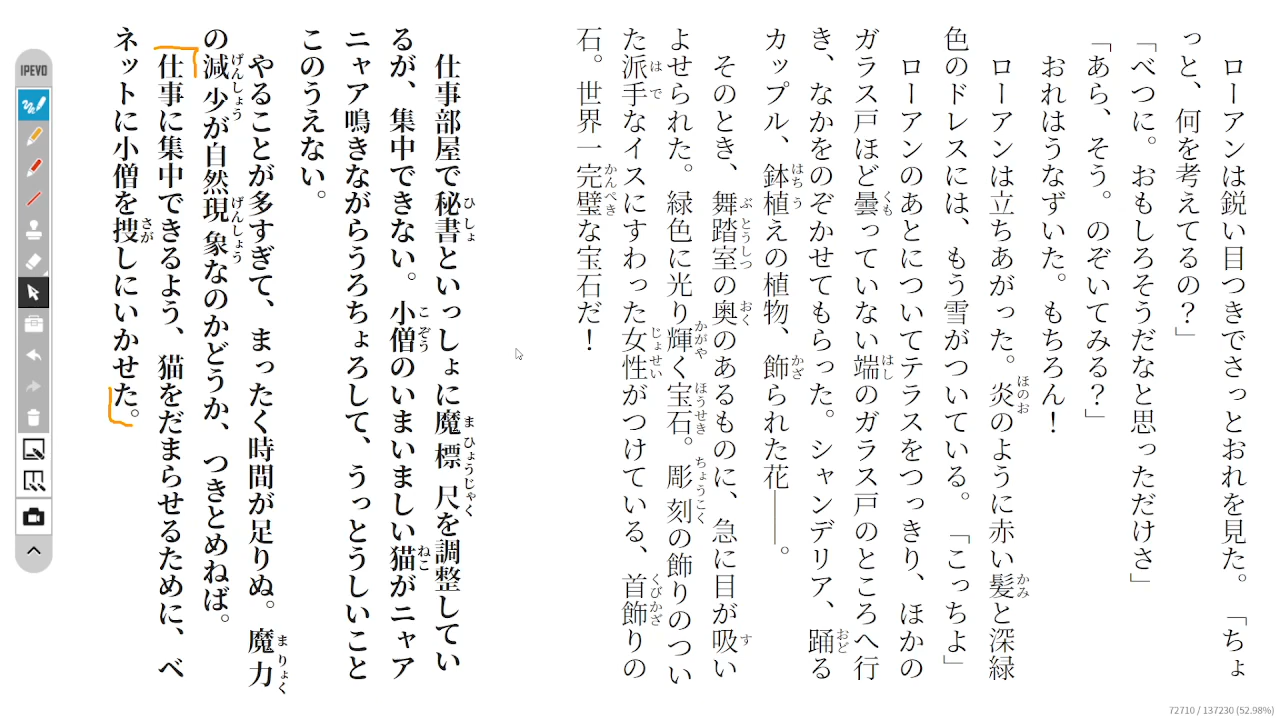 ローアンは鋭い目つきでさっとおれを見た。「ちょ
っと、何を考えてるの？」
「べつに。おもしろそうだなと思っただけさ」
「あら、そう。のぞいてみる？」
おれはうなずいた。もちろん！
ローアンは立ちあがった。炎のように赤い髪と深緑
色のドレスには、もう雪がついている。「こっちよ」
ローアンのあとについてテラスをつっきり、ほかの
ガラス戸ほど曇っていない端のガラス戸のところへ行
き、なかをのぞかせてもらった。シャンデリア、踊る
カップル、鉢植えの植物、飾られた花――。
そのとき、舞踏室の奥のあるものに、急に目が吸い
よせられた。緑色に光り輝く宝石。彫刻の飾りのつい
た派手なイスにすわった女性がつけている、首飾りの
石。世界一完璧な宝石だ！
仕事部屋で秘書といっしょに魔標尺を調整してい
るが、集中できない。小僧のいまいましい猫がニャア
ニャア鳴きながらうろちょろして、うっとうしいこと
このうえない。
やることが多すぎて、まったく時間が足りぬ。魔力
の減少が自然現象なのかどうか、つきとめねば。
仕事に集中できるよう、猫をだまらせるために、ベ
ネットに小僧を捜しにいかせた。
IPEVO
72710 / 137230 (52.98%)